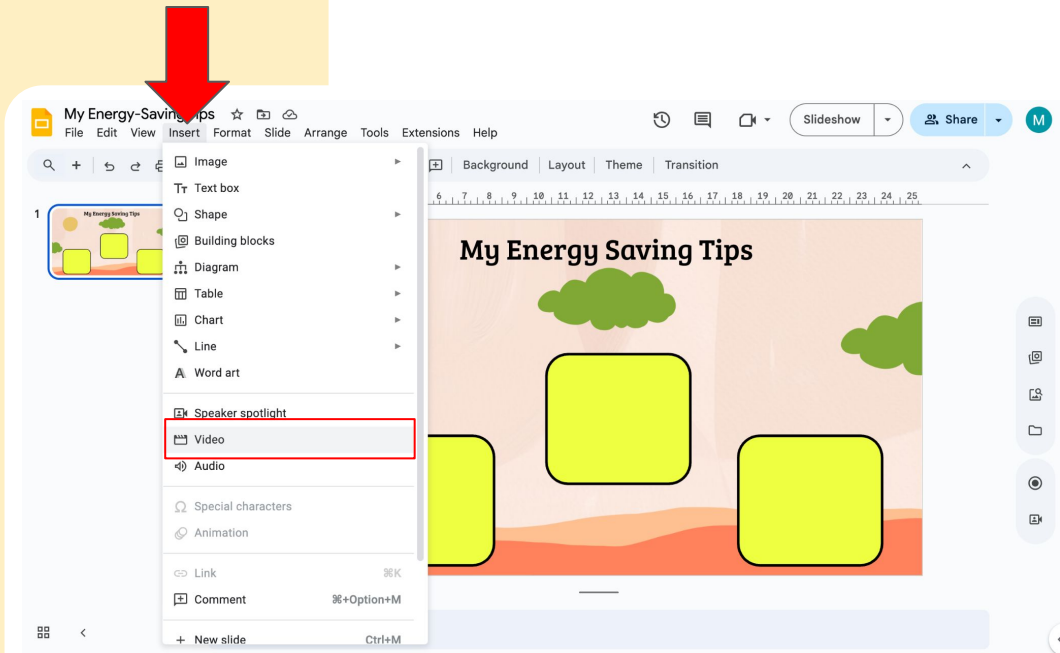 My Energy-Saving Tips
File Edit View Insert Format Slide Arrange Tools Extensions Help
Slideshow
Share
M
Background Layout Theme Transition
6 7 8 9 10 11 12 13 14 15 16 17 18 19 20 21 22 23 24 25
1
My Energy Saving Tips
Image
Tr Text box
Shape
Building blocks
Diagram
Table
Chart
Line
A Word art
Speaker spotlight
Video
Audio
Ω Special characters
Animation
Link ⌘K
Comment ⌘+Option+M
+ New slide Ctrl+M
My Energy Saving Tips